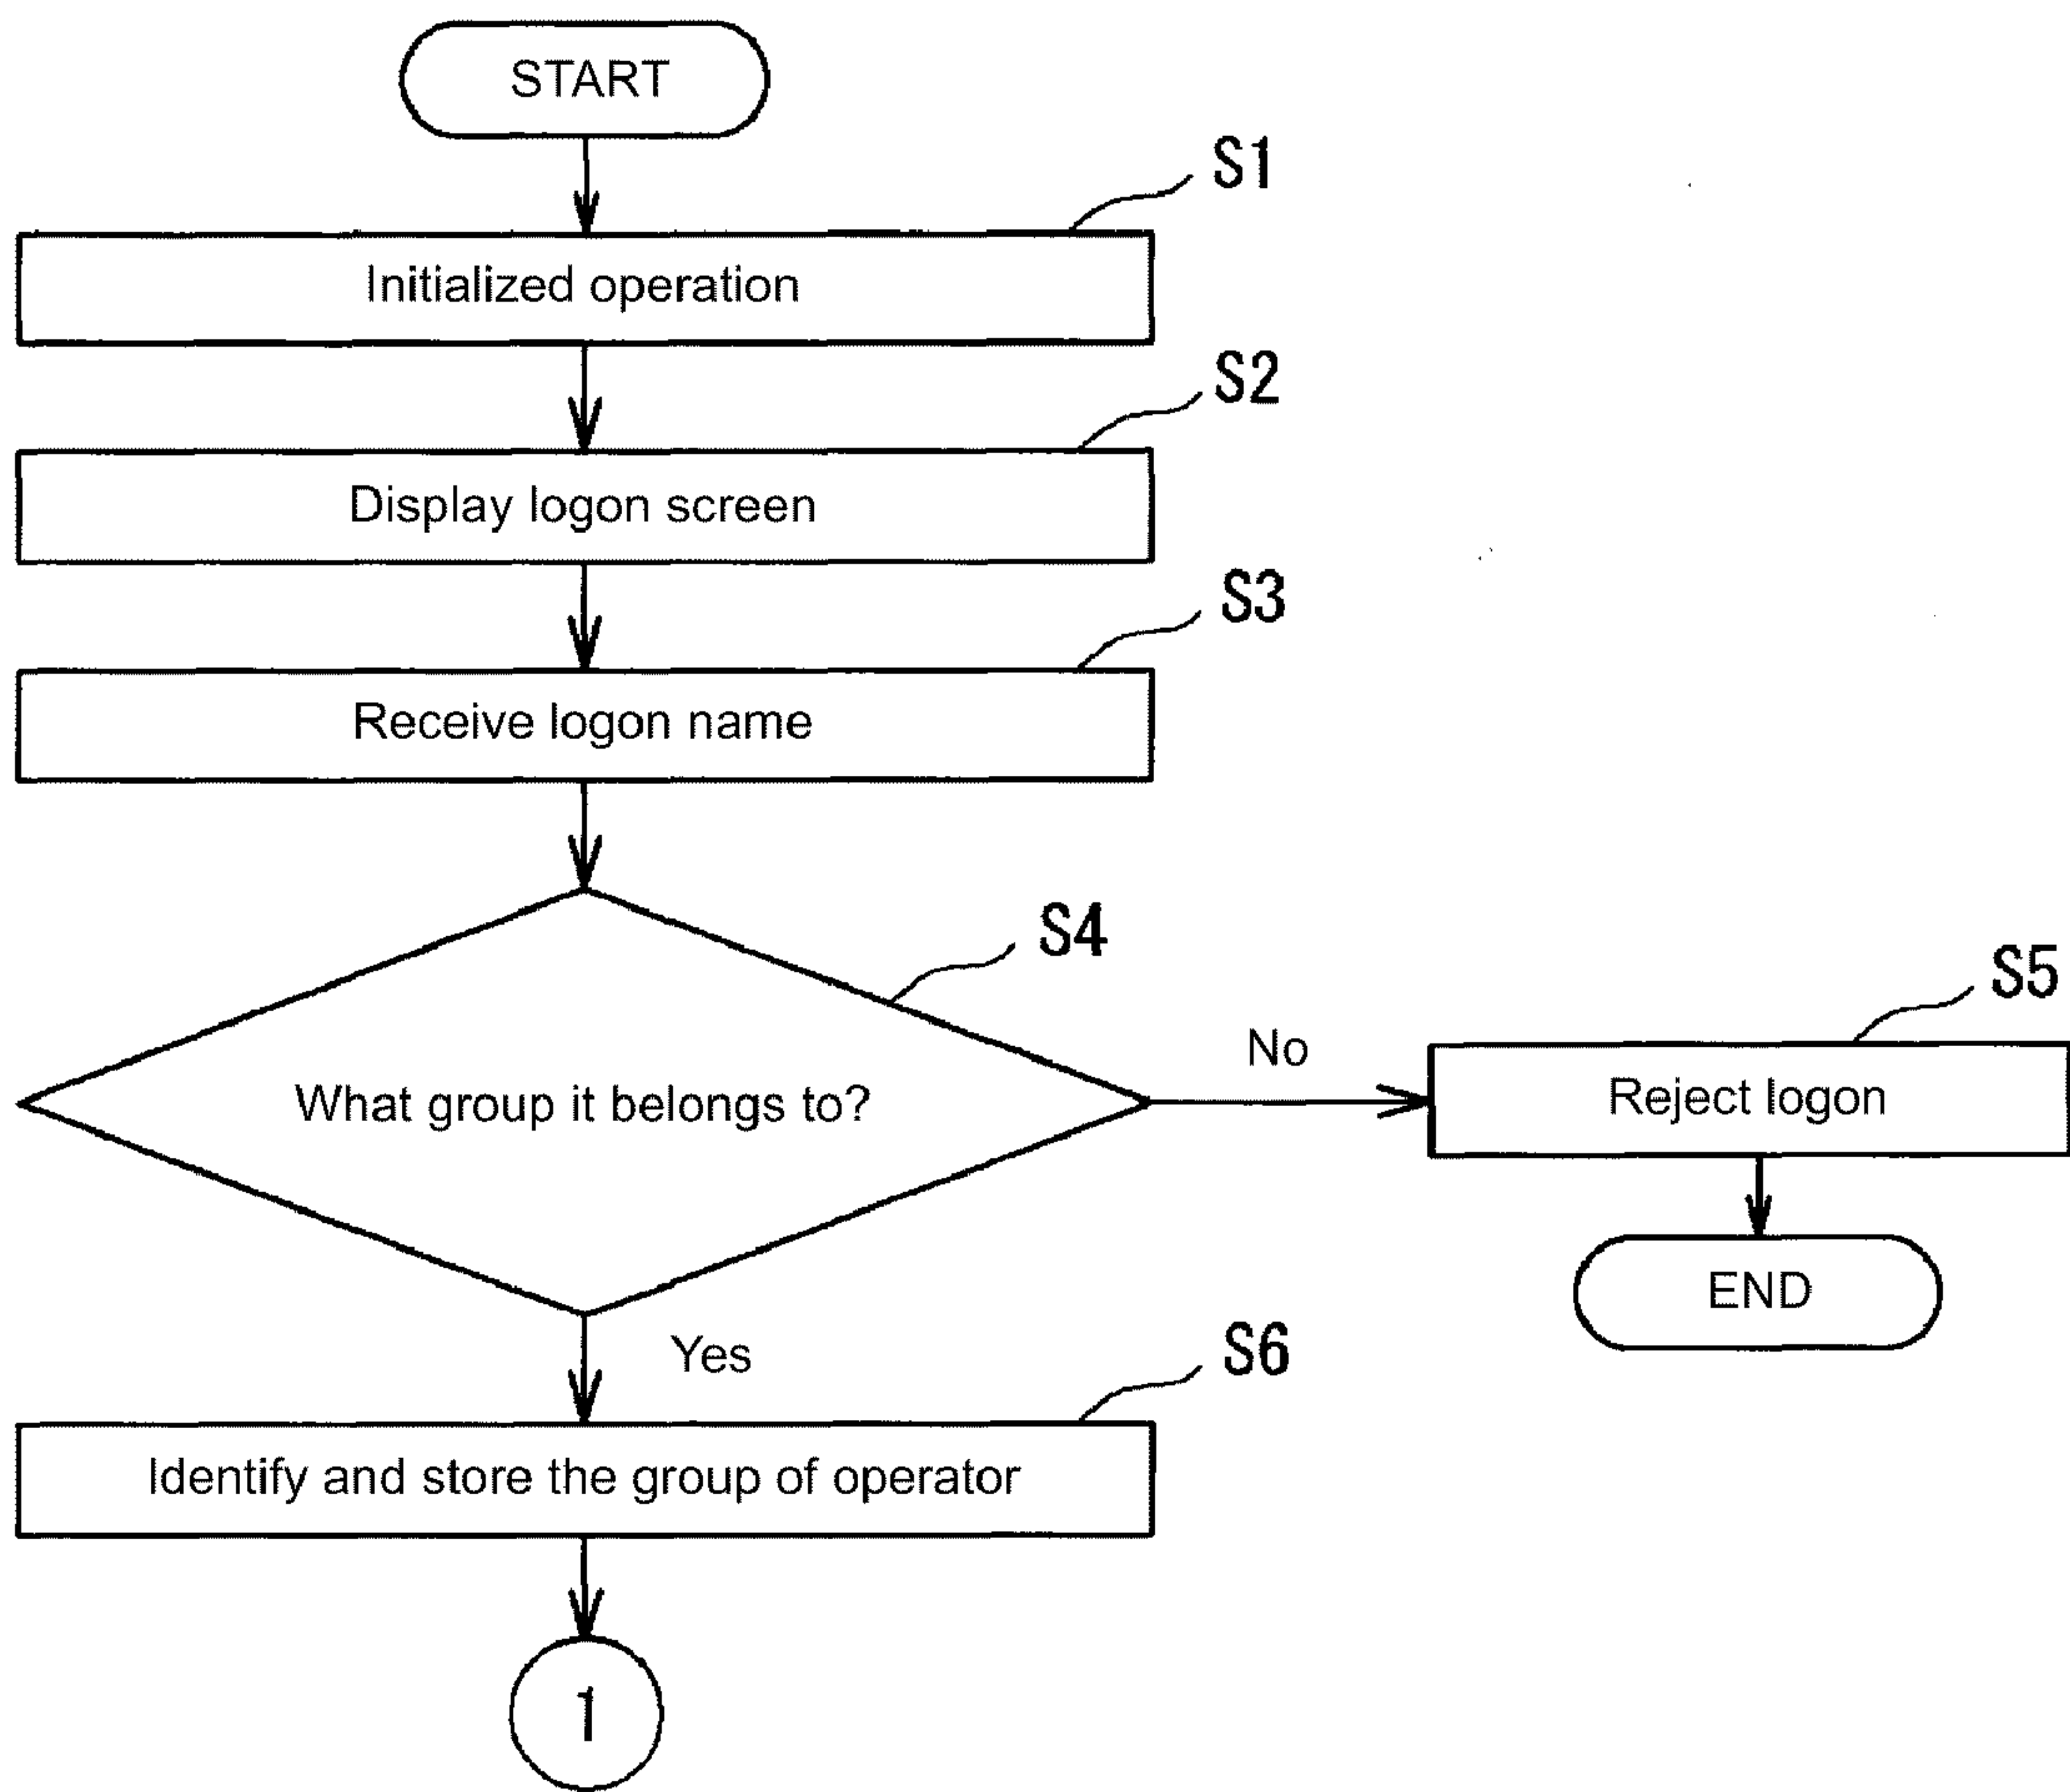 START
S1
Initialized operation
S2
Display logon screen
S3
Receive logon name
S4
What group it belongs to?
No
S5
Reject logon
END
Yes
S6
Identify and store the group of operator
1